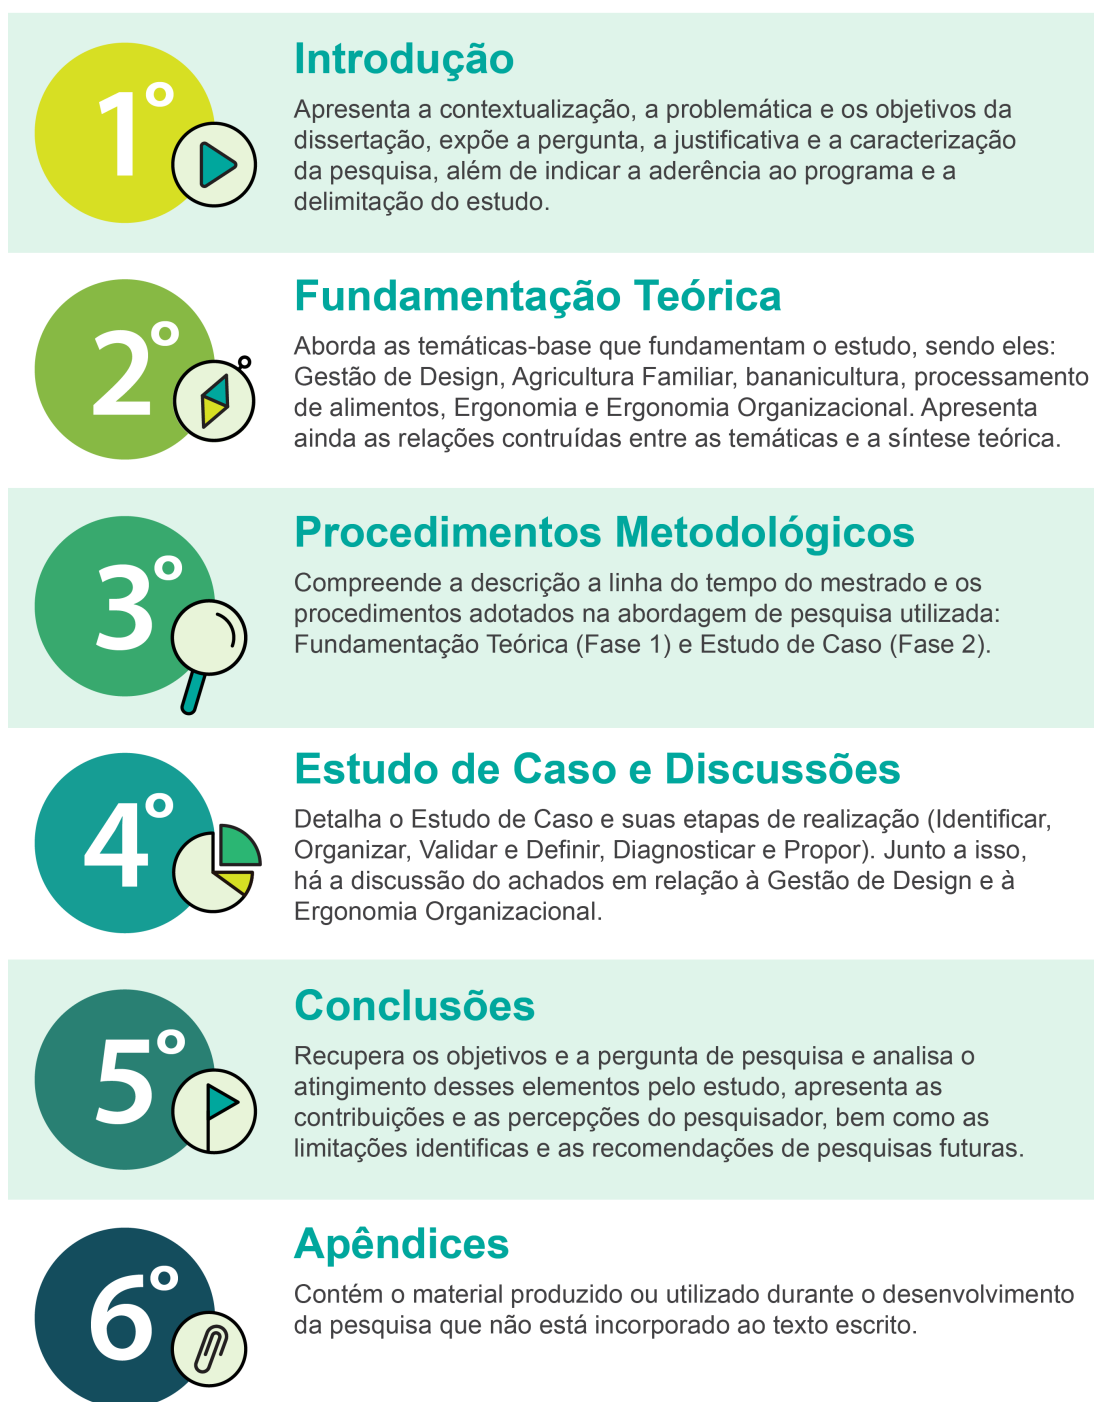 1º
Introdução
Apresenta a contextualização, a problemática e os objetivos da
dissertação, expõe a pergunta, a justificativa e a caracterização
da pesquisa, além de indicar a aderência ao programa e a
delimitação do estudo.
2º
Fundamentação Teórica
Aborda as temáticas-base que fundamentam o estudo, sendo eles:
Gestão de Design, Agricultura Familiar, bananicultura, processamento
de alimentos, Ergonomia e Ergonomia Organizacional. Apresenta
ainda as relações contruídas entre as temáticas e a síntese teórica.
3º
Procedimentos Metodológicos
Compreende a descrição a linha do tempo do mestrado e os
procedimentos adotados na abordagem de pesquisa utilizada:
Fundamentação Teórica (Fase 1) e Estudo de Caso (Fase 2).
4º
Estudo de Caso e Discussões
Detalha o Estudo de Caso e suas etapas de realização (Identificar,
Organizar, Validar e Definir, Diagnosticar e Propor). Junto a isso,
há a discussão do achados em relação à Gestão de Design e à
Ergonomia Organizacional.
5º
Conclusões
Recupera os objetivos e a pergunta de pesquisa e analisa o
atingimento desses elementos pelo estudo, apresenta as
contribuições e as percepções do pesquisador, bem como as
limitações identificas e as recomendações de pesquisas futuras.
6º
Apêndices
Contém o material produzido ou utilizado durante o desenvolvimento
da pesquisa que não está incorporado ao texto escrito.